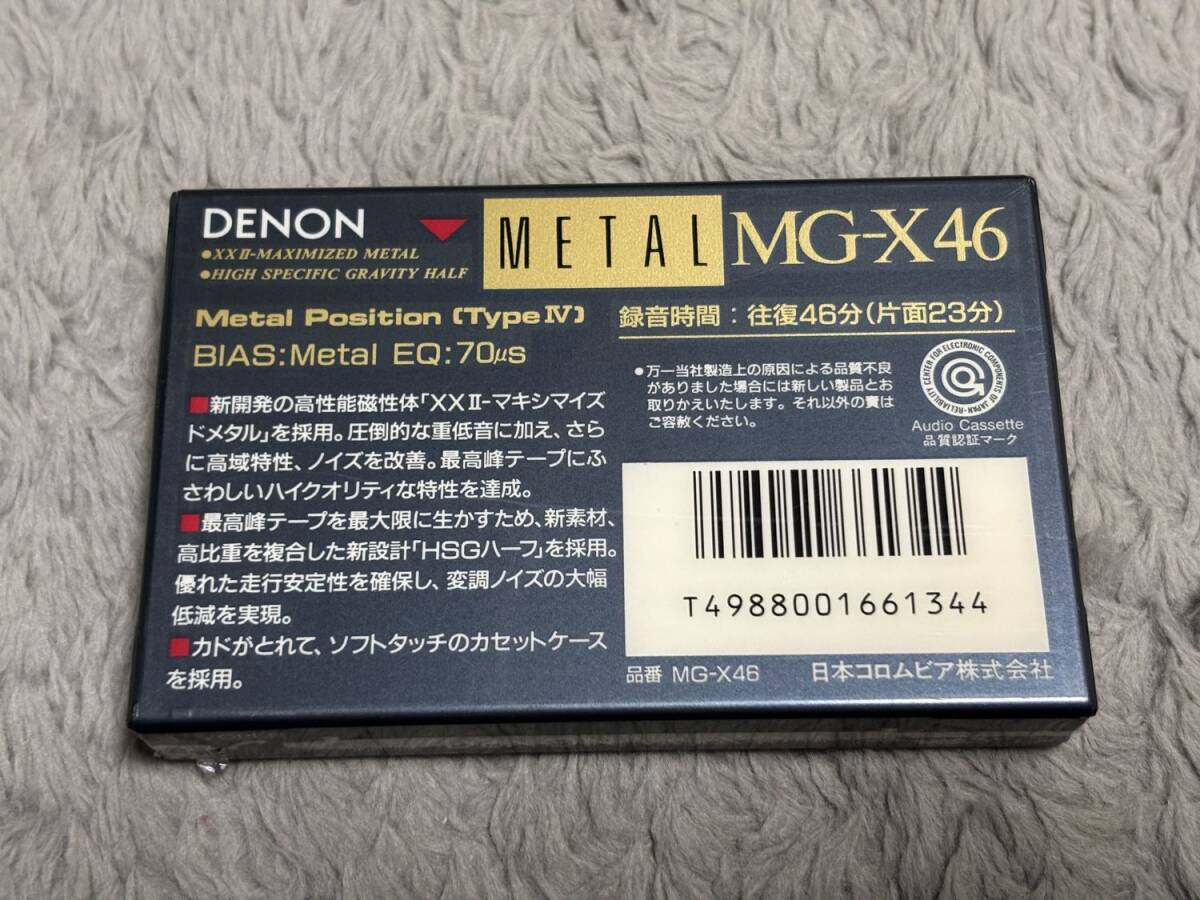 DENON
●XXⅡ-MAXIMIZED METAL
●HIGH SPECIFIC GRAVITY HALF
METAL
MG-X46
Metal Position (Type Ⅳ)
BIAS:Metal EQ:70μs
■新開発の高性能磁性体「XXⅡ-マキシマイズ
ドメタル」を採用。圧倒的な重低音に加え、さら
に高域特性、ノイズを改善。最高峰テープにふ
さわしいハイクオリティな特性を達成。
■最高峰テープを最大限に生かすため、新素材、
高比重を複合した新設計「HSGハーフ」を採用。
優れた走行安定性を確保し、変調ノイズの大幅
低減を実現。
■カドがとれて、ソフトタッチのカセットケース
を採用。
録音時間:往復46分(片面23分)
●万一当社製造上の原因による品質不良
がありました場合には新しい製品とお
取りかえいたします。それ以外の責は
ご容赦ください。
RELIABILITY CENTER FOR ELECTRONIC COMPONENTS OF JAPAN
Audio Cassette
品質認証マーク
T4988001661344
品番 MG-X46
日本コロムビア株式会社